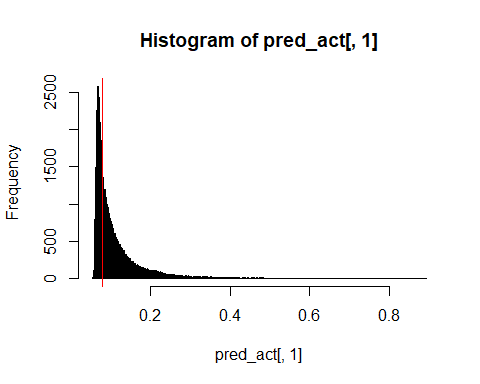 Histogram of pred_act[, 1]
Frequency
2500
1500
500
0
0.2 0.4 0.6 0.8
pred_act[, 1]